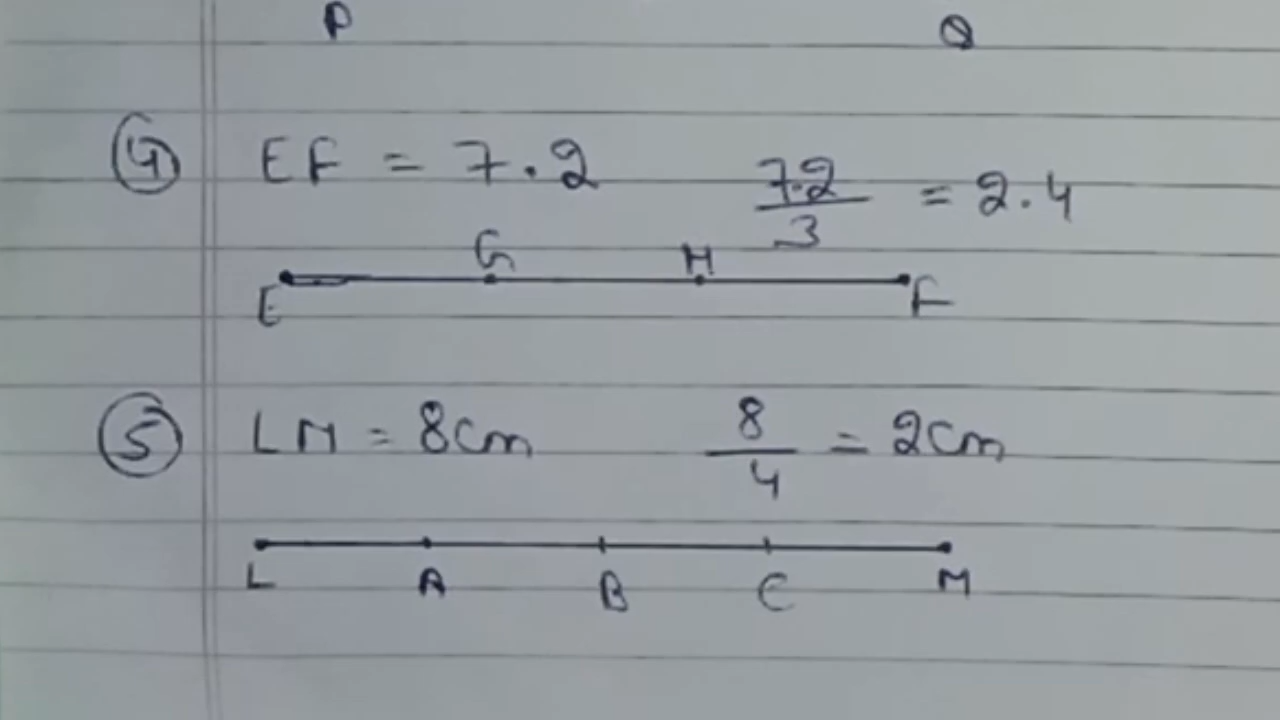 P Q
④ EF = 7.2 7.2/3 = 2.4
G H
E F
⑤ LM = 8cm 8/4 = 2cm
L A B C M